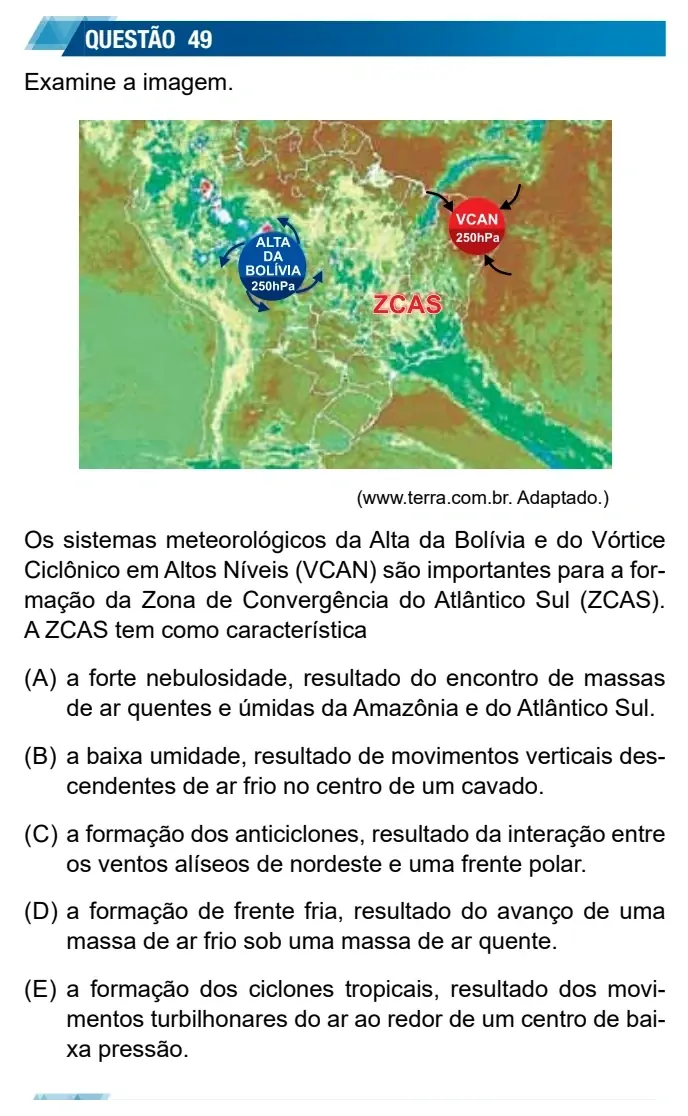 QUESTÃO 49
Examine a imagem.
ALTA
DA
BOLÍVIA
250hPa
VCAN
250hPa
ZCAS
(www.terra.com.br. Adaptado.)
Os sistemas meteorológicos da Alta da Bolívia e do Vórtice
Ciclônico em Altos Níveis (VCAN) são importantes para a for-
mação da Zona de Convergência do Atlântico Sul (ZCAS).
A ZCAS tem como característica
(A) a forte nebulosidade, resultado do encontro de massas
de ar quentes e úmidas da Amazônia e do Atlântico Sul.
(B) a baixa umidade, resultado de movimentos verticais des-
cendentes de ar frio no centro de um cavado.
(C) a formação dos anticiclones, resultado da interação entre
os ventos alíseos de nordeste e uma frente polar.
(D) a formação de frente fria, resultado do avanço de uma
massa de ar frio sob uma massa de ar quente.
(E) a formação dos ciclones tropicais, resultado dos movi-
mentos turbilhonares do ar ao redor de um centro de bai-
xa pressão.